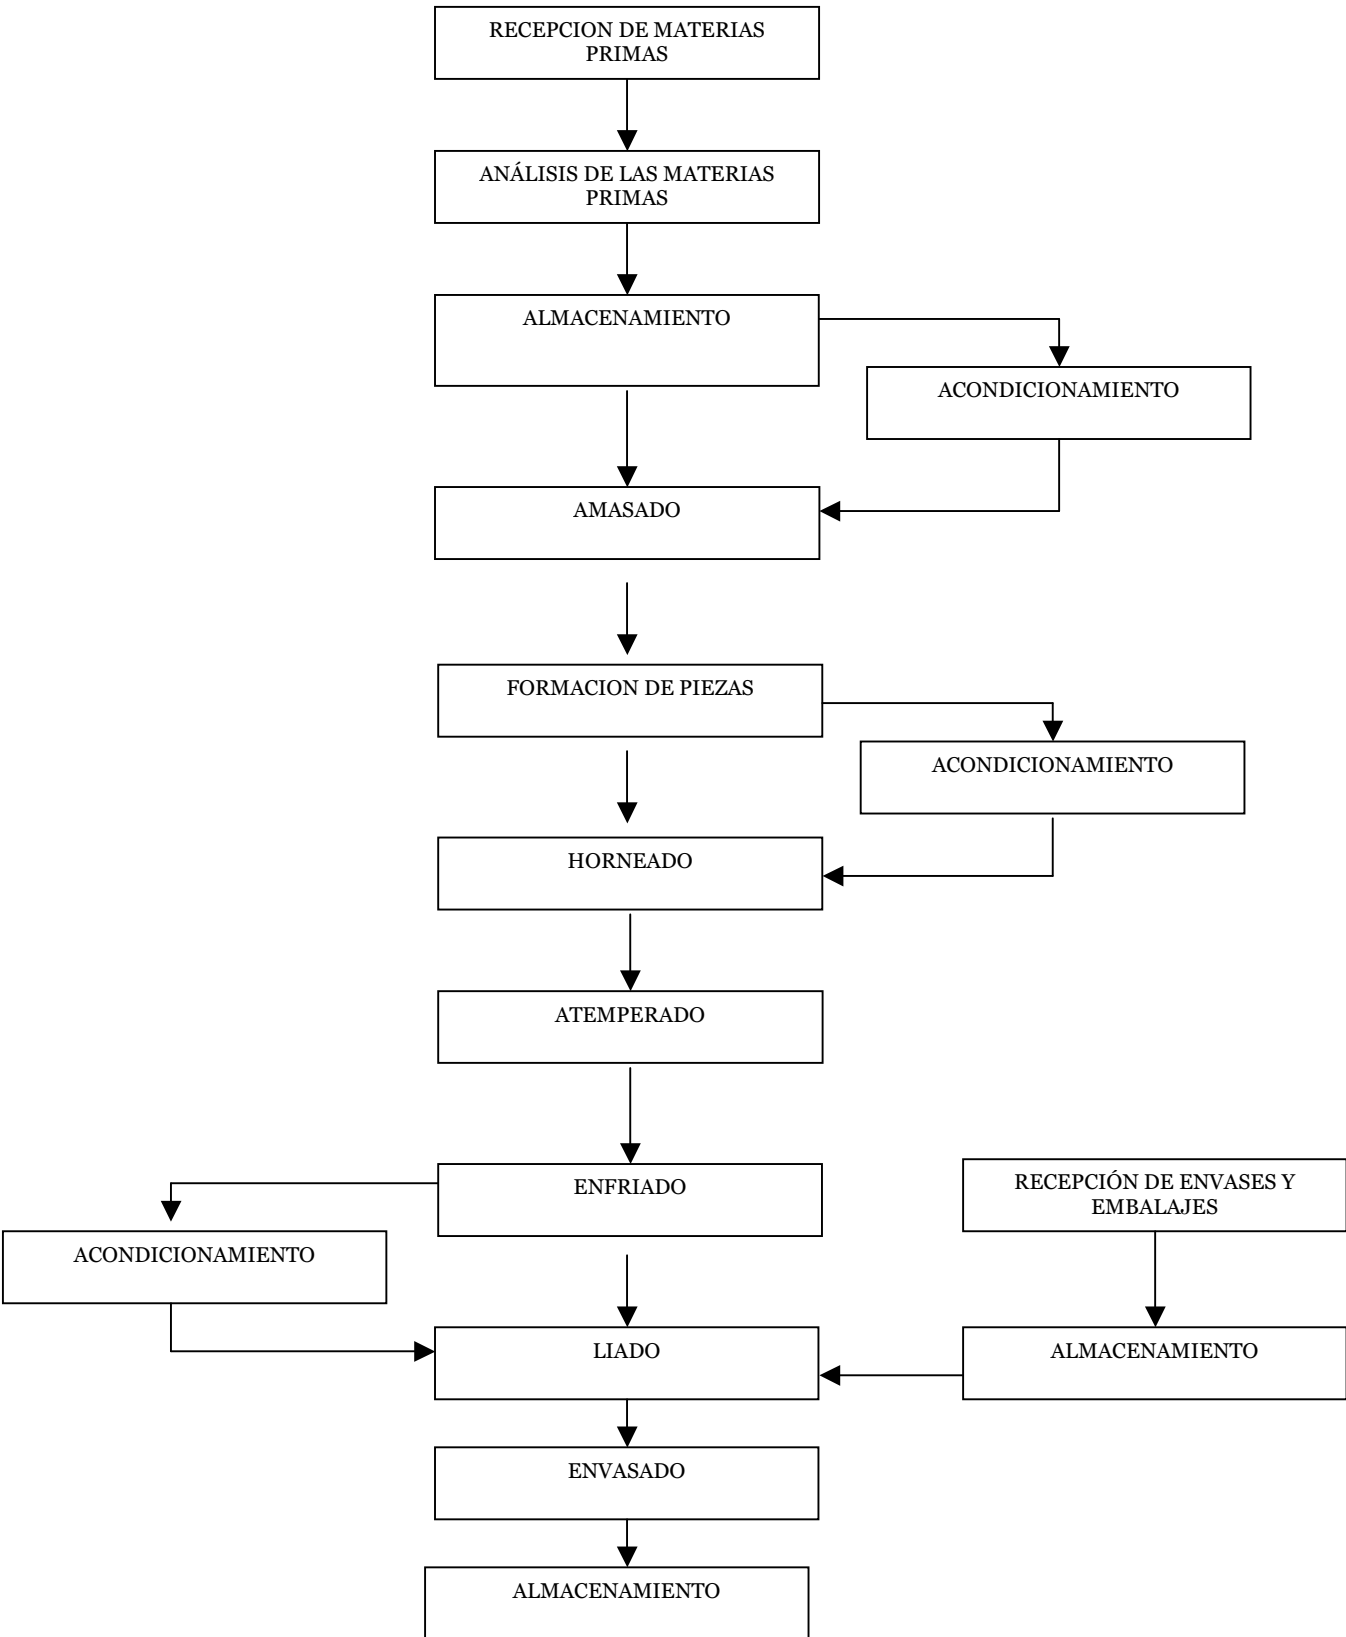 RECEPCION DE MATERIAS
PRIMAS
ANÁLISIS DE LAS MATERIAS
PRIMAS
ALMACENAMIENTO
ACONDICIONAMIENTO
AMASADO
FORMACION DE PIEZAS
ACONDICIONAMIENTO
HORNEADO
ATEMPERADO
ENFRIADO
RECEPCIÓN DE ENVASES Y
EMBALAJES
ACONDICIONAMIENTO
LIADO
ALMACENAMIENTO
ENVASADO
ALMACENAMIENTO